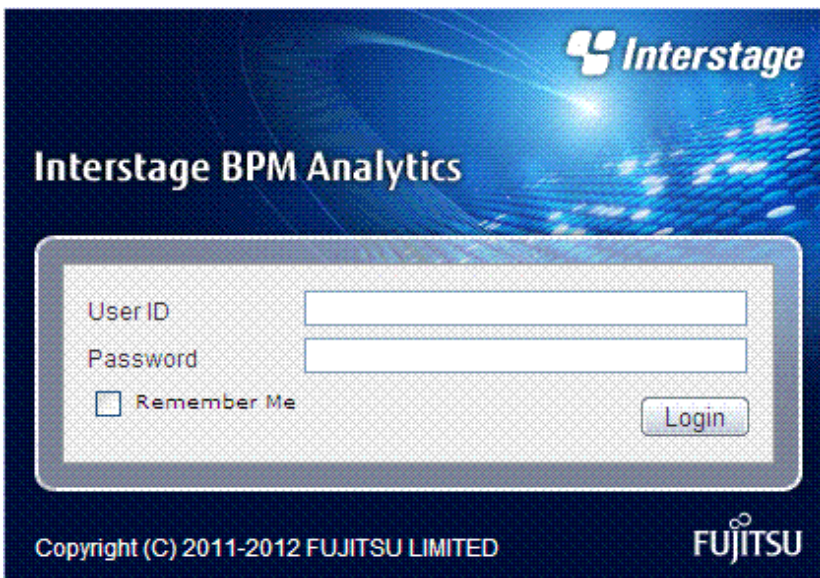 Interstage
Interstage BPM Analytics
User ID
Password
Remember Me
Login
Copyright (C) 2011-2012 FUJITSU LIMITED
FUJITSU